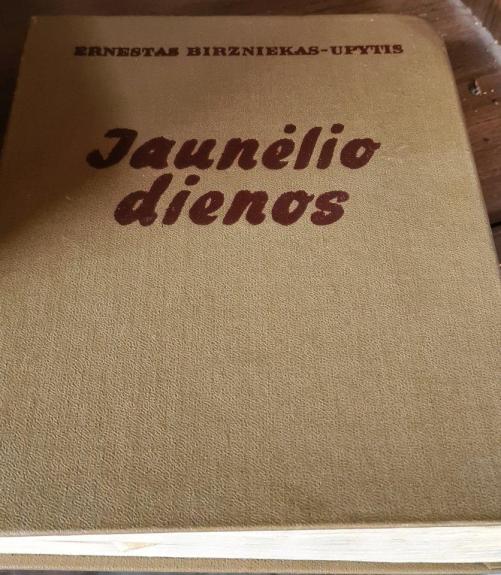 ERNESTAS BIRZNIEKAS-UPYTIS
Jaunėlio
dienos